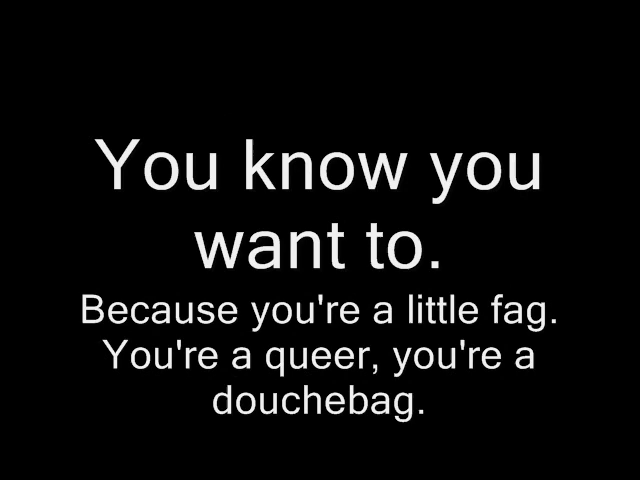 You know you
want to.
Because you're a little fag.
You're a queer, you're a
douchebag.